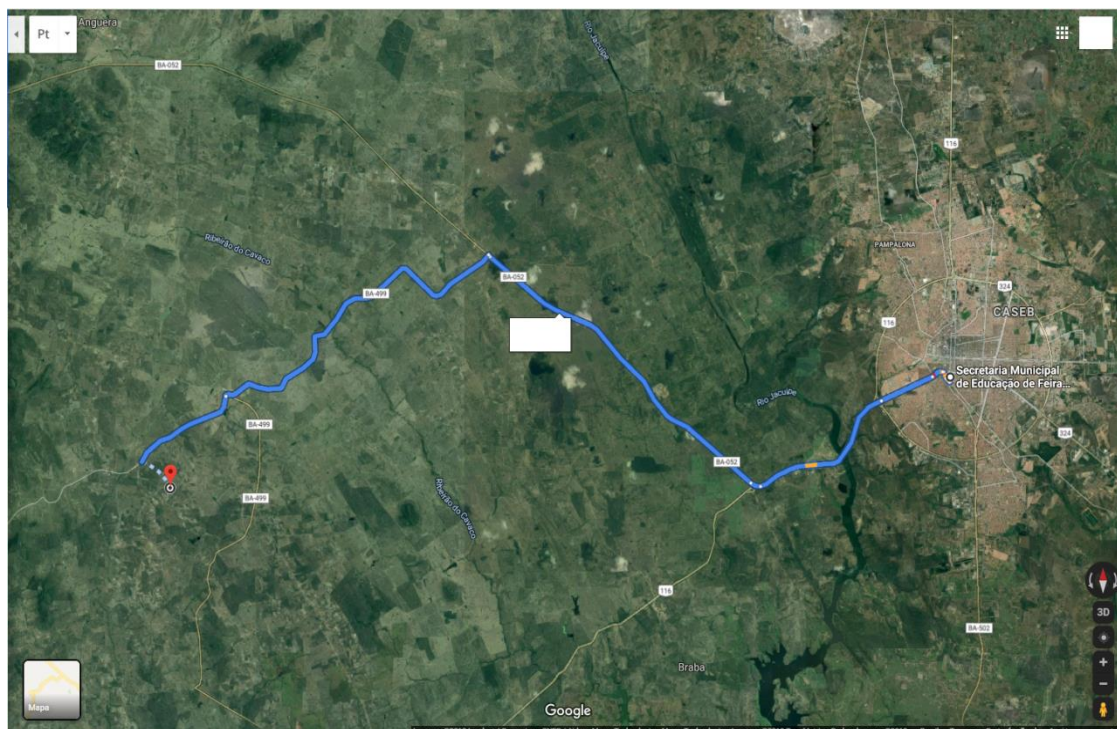 Anguera
Pt
BA-052
Rio Jacuípe
116
PAMPALONA
Ribeirão do Cavaco
BA-052
BA-499
324
CASEB
116
Secretaria Municipal
de Educação de Feira...
BA-499
Rio Jacuípe
324
BA-052
BA-499
Ribeirão do Cavaco
116
3D
BA-502
Braba
Mapa
Google